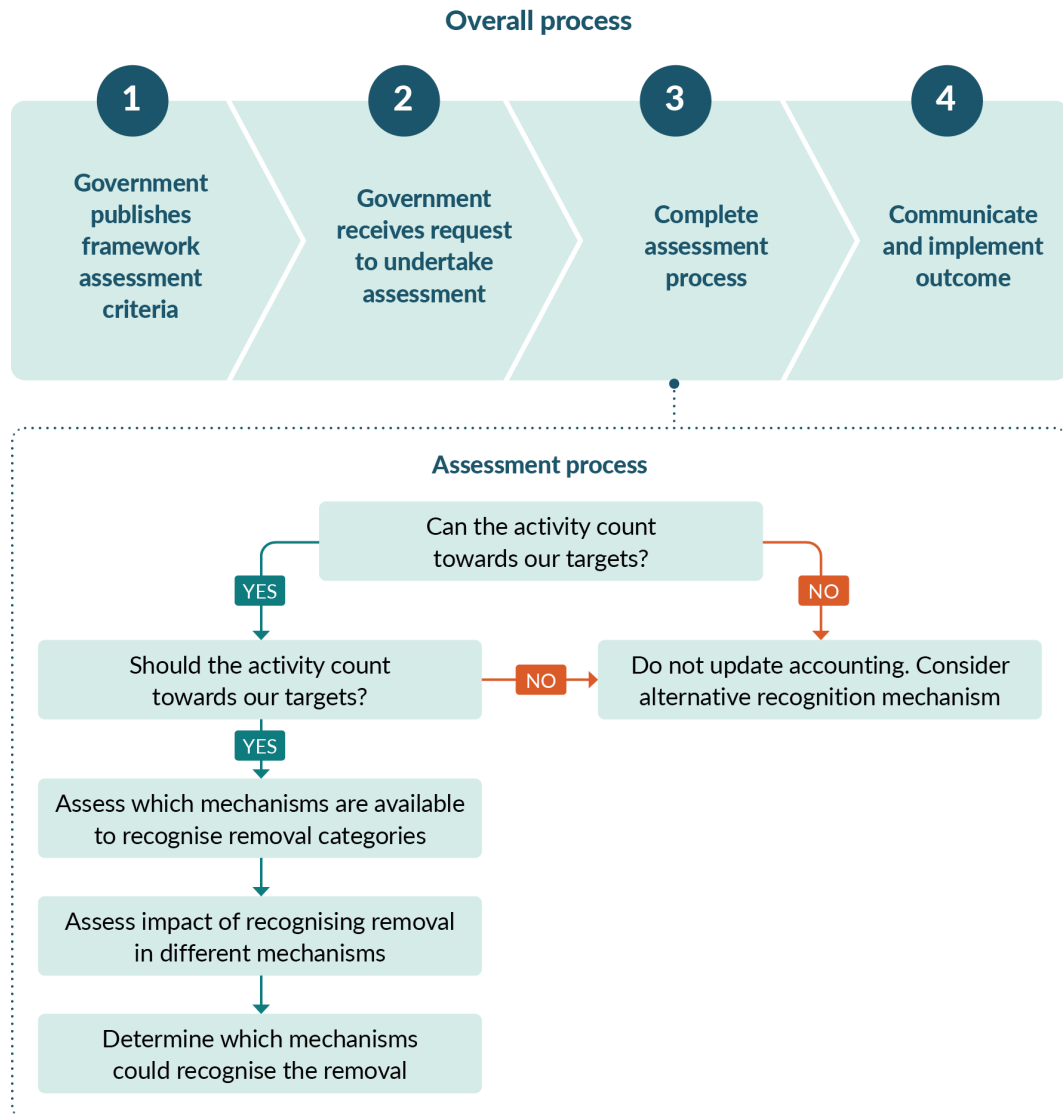 Overall process
1
Government
publishes
framework
assessment
criteria
2
Government
receives request
to undertake
assessment
3
Complete
assessment
process
4
Communicate
and implement
outcome
Assessment process
Can the activity count
towards our targets?
YES
NO
Should the activity count
towards our targets?
NO
Do not update accounting. Consider
alternative recognition mechanism
YES
Assess which mechanisms are available
to recognise removal categories
Assess impact of recognising removal
in different mechanisms
Determine which mechanisms
could recognise the removal